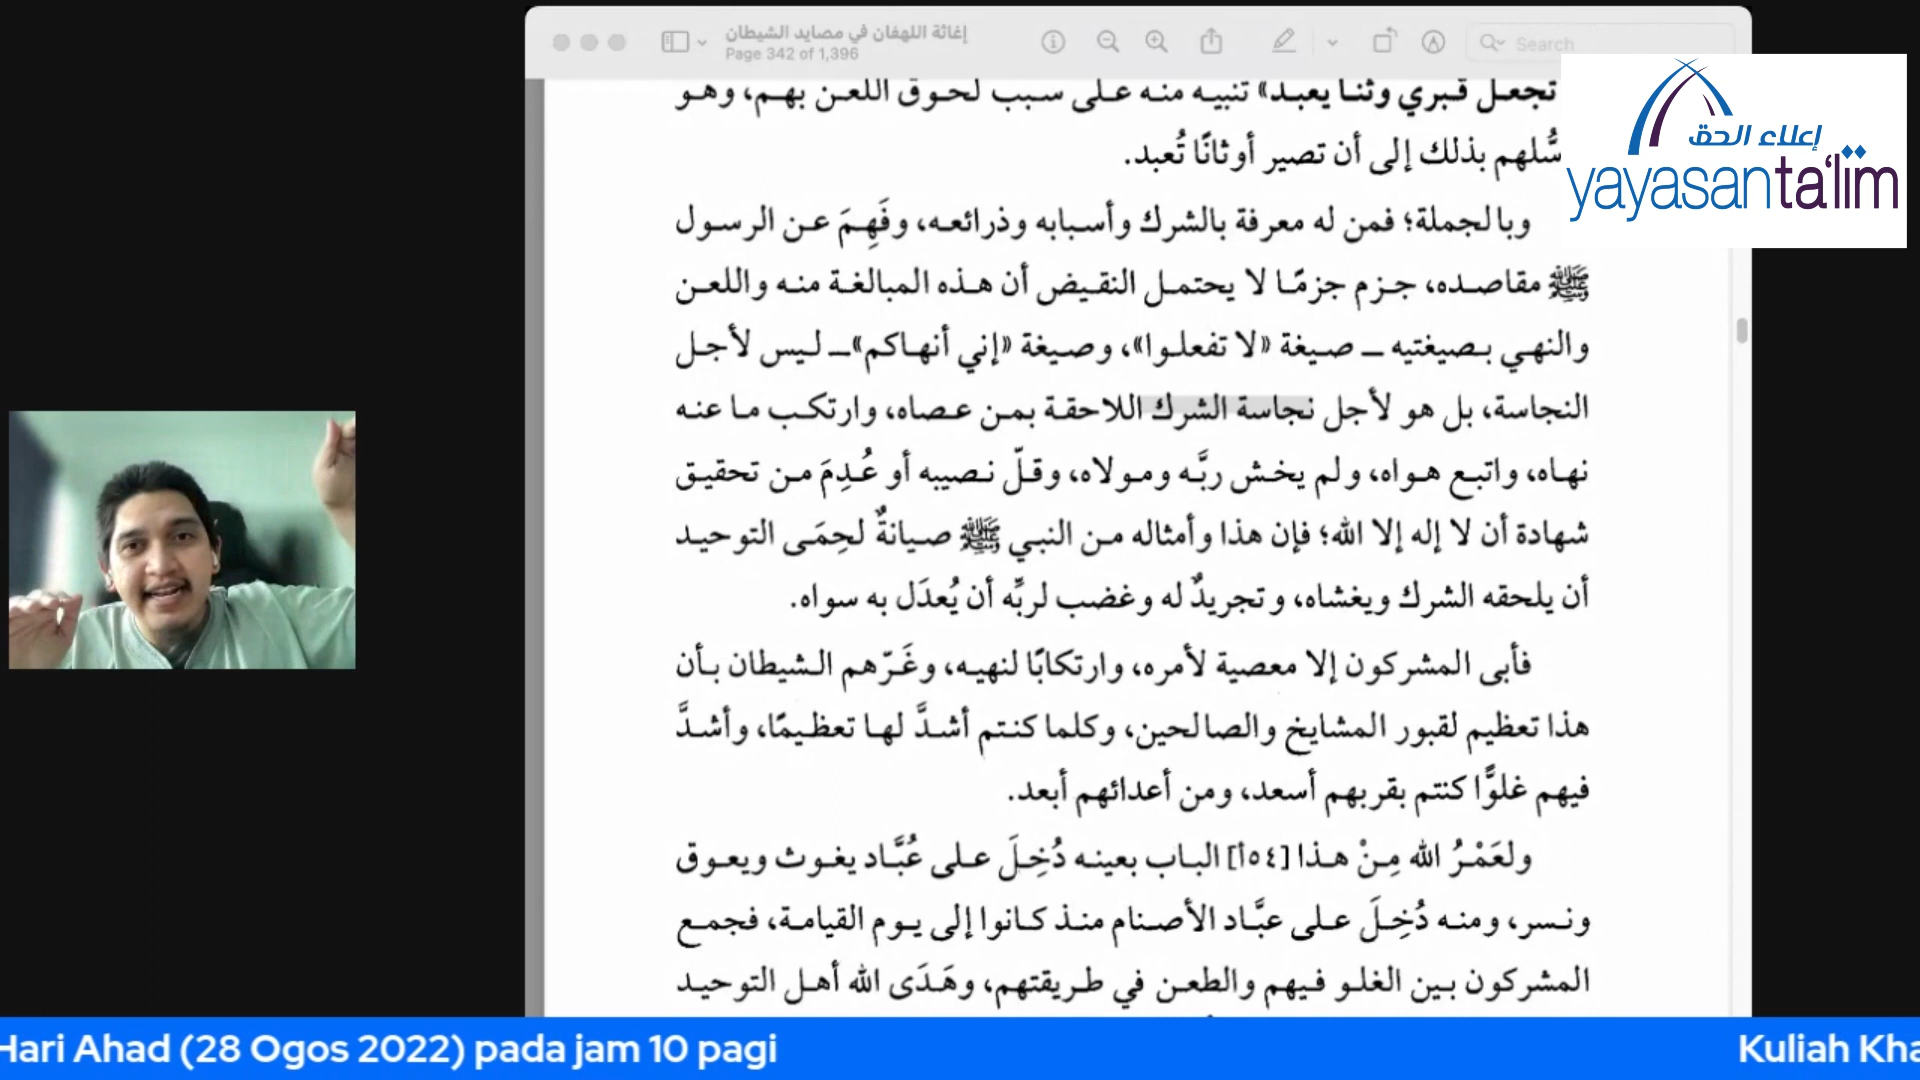 إغاثة اللهفان في مصايد الشيطان
Page 342 of 1,396
Search
إعلاء الحق
yayasanta'lim
تجعل قبري وثنا يعبد» تنبيه منه على سبب لحوق اللعن بهم، وهو
سُّلهم بذلك إلى أن تصير أوثانًا تُعبد.
وبالجملة؛ فمن له معرفة بالشرك وأسبابه وذرائعه، وفَهِمَ عن الرسول
ﷺ مقاصده، جزم جزمًا لا يحتمل النقيض أن هذه المبالغة منه واللعن
والنهي بصيغتيه ــ صيغة «لا تفعلوا»، وصيغة «إني أنهاكم» ــ ليس لأجل
النجاسة، بل هو لأجل نجاسة الشرك اللاحقة بمن عصاه، وارتكب ما عنه
نهاه، واتبع هواه، ولم يخش ربَّه ومولاه، وقلّ نصيبه أو عُدِمَ من تحقيق
شهادة أن لا إله إلا الله؛ فإن هذا وأمثاله من النبي ﷺ صيانةٌ لحِمَى التوحيد
أن يلحقه الشرك ويغشاه، وتجريدٌ له وغضب لربِّه أن يُعدَل به سواه.
فأبى المشركون إلا معصية لأمره، وارتكابًا لنهيه، وغَرّهم الشيطان بأن
هذا تعظيم لقبور المشايخ والصالحين، وكلما كنتم أشدَّ لها تعظيمًا، وأشدَّ
فيهم غلوًّا كنتم بقربهم أسعد، ومن أعدائهم أبعد.
ولعَمْرُ الله مِنْ هذا [٥٤أ] الباب بعينه دُخِلَ على عُبَّاد يغوث ويعوق
ونسر، ومنه دُخِلَ على عبَّاد الأصنام منذ كانوا إلى يوم القيامة، فجمع
المشركون بين الغلو فيهم والطعن في طريقتهم، وهَدَى الله أهل التوحيد
Hari Ahad (28 Ogos 2022) pada jam 10 pagi
Kuliah Kha